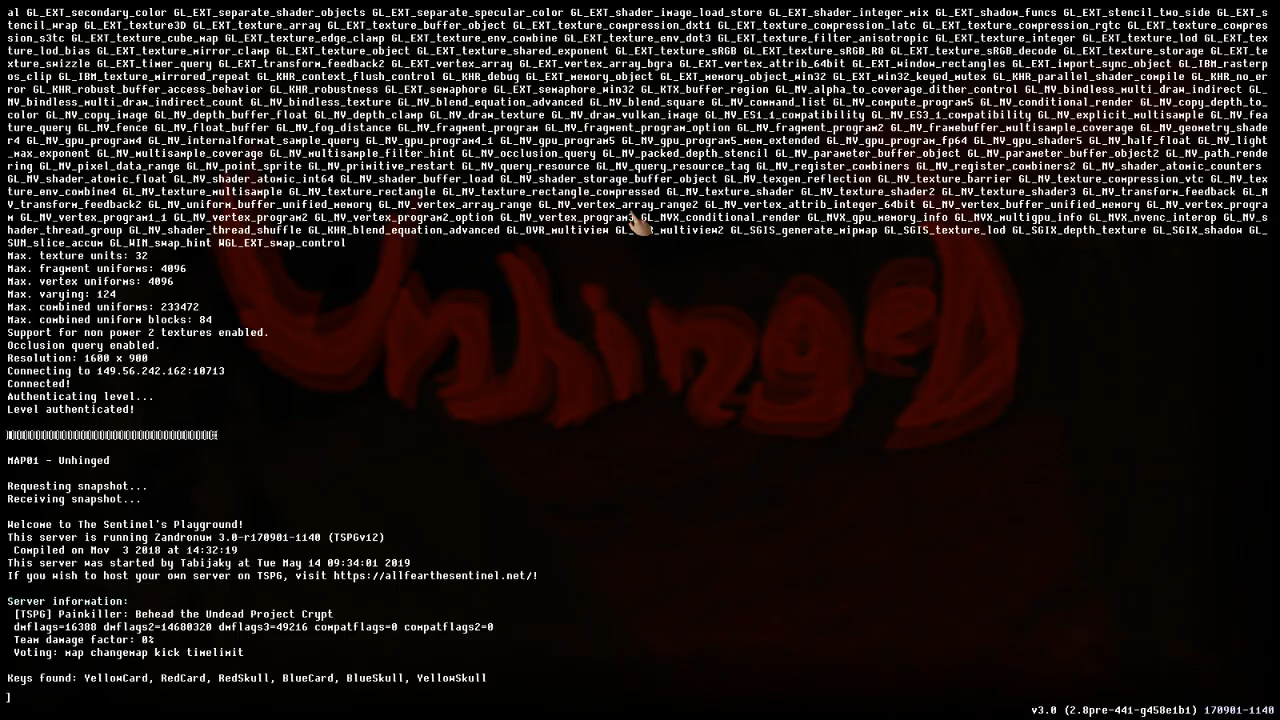 al GL_EXT_secondary_color GL_EXT_separate_shader_objects GL_EXT_separate_specular_color GL_EXT_shader_image_load_store GL_EXT_shader_integer_mix GL_EXT_shadow_funcs GL_EXT_stencil_two_side GL_EXT_s
tencil_wrap GL_EXT_texture3D GL_EXT_texture_array GL_EXT_texture_buffer_object GL_EXT_texture_compression_dxt1 GL_EXT_texture_compression_latc GL_EXT_texture_compression_rgtc GL_EXT_texture_compres
sion_s3tc GL_EXT_texture_cube_map GL_EXT_texture_edge_clamp GL_EXT_texture_env_combine GL_EXT_texture_env_dot3 GL_EXT_texture_filter_anisotropic GL_EXT_texture_integer GL_EXT_texture_lod GL_EXT_tex
ture_lod_bias GL_EXT_texture_mirror_clamp GL_EXT_texture_object GL_EXT_texture_shared_exponent GL_EXT_texture_sRGB GL_EXT_texture_sRGB_R8 GL_EXT_texture_sRGB_decode GL_EXT_texture_storage GL_EXT_te
xture_swizzle GL_EXT_timer_query GL_EXT_transform_feedback2 GL_EXT_vertex_array GL_EXT_vertex_array_bgra GL_EXT_vertex_attrib_64bit GL_EXT_window_rectangles GL_EXT_import_sync_object GL_IBM_rasterp
os_clip GL_IBM_texture_mirrored_repeat GL_KHR_context_flush_control GL_KHR_debug GL_EXT_memory_object GL_EXT_memory_object_win32 GL_EXT_win32_keyed_mutex GL_KHR_parallel_shader_compile GL_KHR_no_er
ror GL_KHR_robust_buffer_access_behavior GL_KHR_robustness GL_EXT_semaphore GL_EXT_semaphore_win32 GL_KTX_buffer_region GL_NV_alpha_to_coverage_dither_control GL_NV_bindless_multi_draw_indirect GL_
NV_bindless_multi_draw_indirect_count GL_NV_bindless_texture GL_NV_blend_equation_advanced GL_NV_blend_square GL_NV_command_list GL_NV_compute_program5 GL_NV_conditional_render GL_NV_copy_depth_to_
color GL_NV_copy_image GL_NV_depth_buffer_float GL_NV_depth_clamp GL_NV_draw_texture GL_NV_draw_vulkan_image GL_NV_ES1_1_compatibility GL_NV_ES3_1_compatibility GL_NV_explicit_multisample GL_NV_fea
ture_query GL_NV_fence GL_NV_float_buffer GL_NV_fog_distance GL_NV_fragment_program GL_NV_fragment_program_option GL_NV_fragment_program2 GL_NV_framebuffer_multisample_coverage GL_NV_geometry_shade
r4 GL_NV_gpu_program4 GL_NV_internalformat_sample_query GL_NV_gpu_program4_1 GL_NV_gpu_program5 GL_NV_gpu_program5_mem_extended GL_NV_gpu_program_fp64 GL_NV_gpu_shader5 GL_NV_half_float GL_NV_light
_max_exponent GL_NV_multisample_coverage GL_NV_multisample_filter_hint GL_NV_occlusion_query GL_NV_packed_depth_stencil GL_NV_parameter_buffer_object GL_NV_parameter_buffer_object2 GL_NV_path_rende
ring GL_NV_pixel_data_range GL_NV_point_sprite GL_NV_primitive_restart GL_NV_query_resource GL_NV_query_resource_tag GL_NV_register_combiners GL_NV_register_combiners2 GL_NV_shader_atomic_counters
GL_NV_shader_atomic_float GL_NV_shader_atomic_int64 GL_NV_shader_buffer_load GL_NV_shader_storage_buffer_object GL_NV_texgen_reflection GL_NV_texture_barrier GL_NV_texture_compression_vtc GL_NV_tex
ture_env_combine4 GL_NV_texture_multisample GL_NV_texture_rectangle GL_NV_texture_rectangle_compressed GL_NV_texture_shader GL_NV_texture_shader2 GL_NV_texture_shader3 GL_NV_transform_feedback GL_N
V_transform_feedback2 GL_NV_uniform_buffer_unified_memory GL_NV_vertex_array_range GL_NV_vertex_array_range2 GL_NV_vertex_attrib_integer_64bit GL_NV_vertex_buffer_unified_memory GL_NV_vertex_progra
m GL_NV_vertex_program1_1 GL_NV_vertex_program2 GL_NV_vertex_program2_option GL_NV_vertex_program3 GL_NVX_conditional_render GL_NVX_gpu_memory_info GL_NVX_multigpu_info GL_NVX_nvenc_interop GL_NV_s
hader_thread_group GL_NV_shader_thread_shuffle GL_KHR_blend_equation_advanced GL_OVR_multiview GL_ _multiview2 GL_SGIS_generate_mipmap GL_SGIS_texture_lod GL_SGIX_depth_texture GL_SGIX_shadow GL_
SUN_slice_accum GL_WIN_swap_hint WGL_EXT_swap_control
Max. texture units: 32
Max. fragment uniforms: 4096
Max. vertex uniforms: 4096
Max. varying: 124
Max. combined uniforms: 233472
Max. combined uniform blocks: 84
Support for non power 2 textures enabled.
Occlusion query enabled.
Resolution: 1600 x 900
Connecting to 149.56.242.162:10713
Connected!
Authenticating level...
Level authenticated!
MAP01 - Unhinged
Requesting snapshot...
Receiving snapshot...
Welcome to The Sentinel's Playground!
This server is running Zandronum 3.0-r170901-1140 (TSPGv12)
Compiled on Nov  3 2018 at 14:32:19
This server was started by Tabijaky at Tue May 14 09:34:01 2019
If you wish to host your own server on TSPG, visit https://allfearthesentinel.net/!
Server information:
[TSPG] Painkiller: Behead the Undead Project Crypt
dmflags=16388 dmflags2=14680320 dmflags3=49216 compatflags=0 compatflags2=0
Team damage factor: 0%
Voting: map changemap kick timelimit
Keys found: YellowCard, RedCard, RedSkull, BlueCard, BlueSkull, YellowSkull
]
v3.0 (2.8pre-441-g458e1b1) 170901-1140
Unhinged